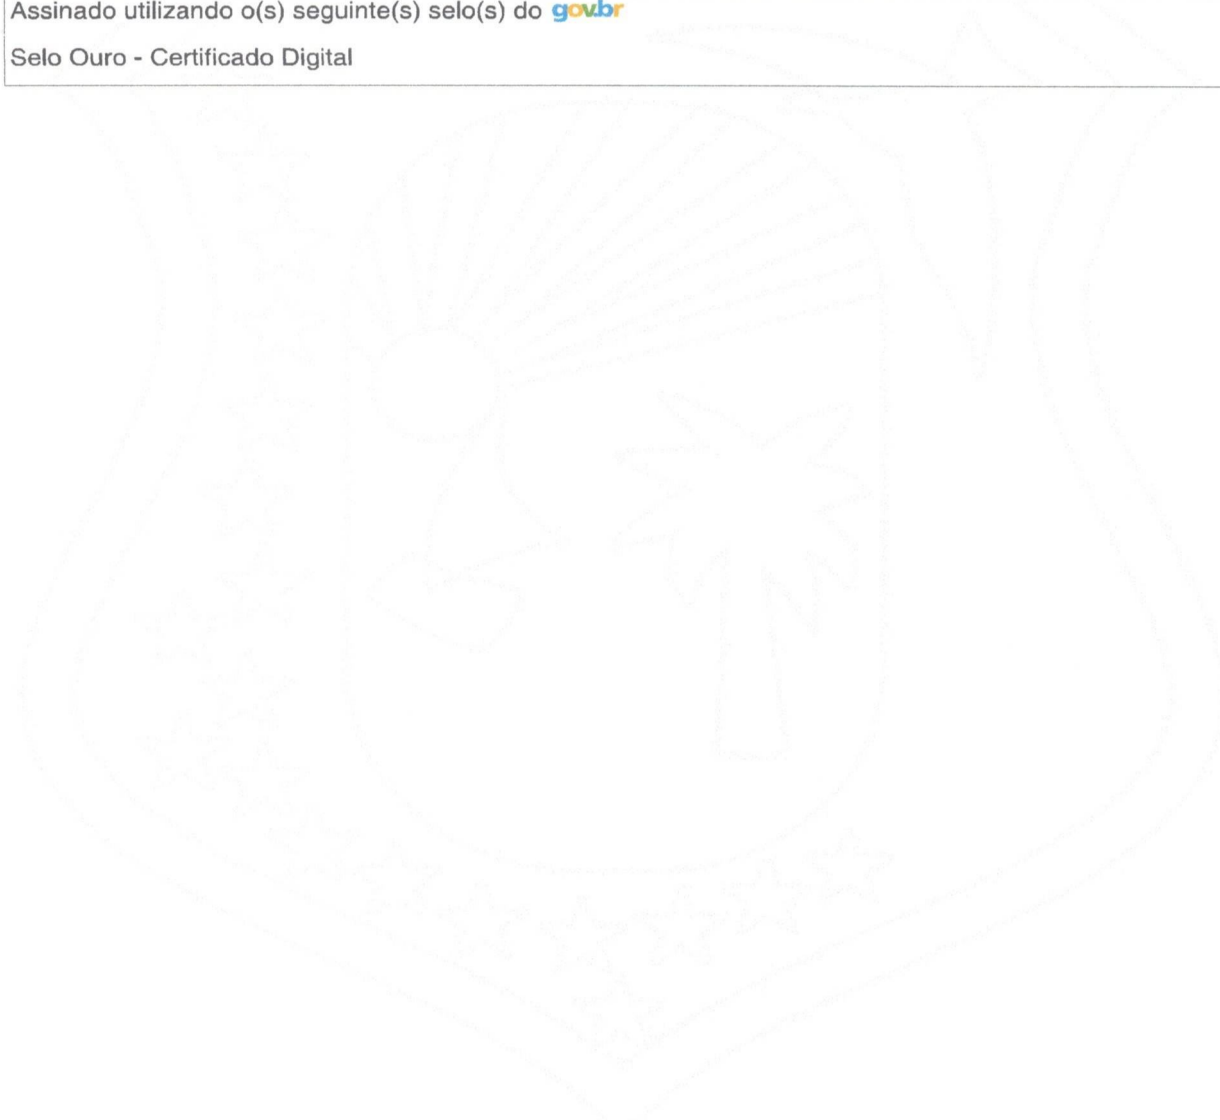 Assinado utilizando o(s) seguinte(s) selo(s) do gov.br
Selo Ouro - Certificado Digital